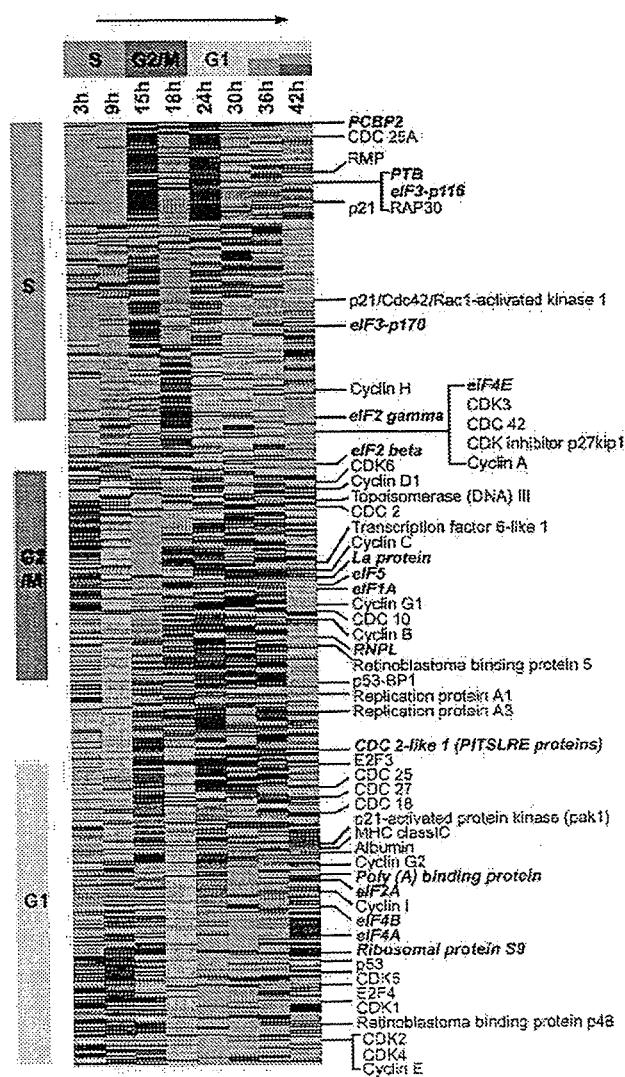 S G2/M G1
3h 9h 15h 18h 24h 30h 36h 42h
PCBP2
CDC 25A
RMP
PTB
eIF3-p116
p21 RAP30
S
p21/Cdc42/Rac1-activated kinase 1
eIF3-p170
Cyclin H
eIF4E
CDK3
eIF2 gamma
CDC 42
CDK inhibitor p27kip1
Cyclin A
eIF2 beta
CDK6
Cyclin D1
Topoisomerase (DNA) III
CDC 2
Transcription factor 6-like 1
Cyclin C
La protein
eIF5
G2
/M
eIF1A
Cyclin G1
CDC 10
Cyclin B
RNPL
Retinoblastoma binding protein 5
p53-BP1
Replication protein A1
Replication protein A3
CDC 2-like 1 (PITSLRE proteins)
E2F3
CDC 25
CDC 27
CDC 18
p21-activated protein kinase (pak1)
MHC classIC
Albumin
Cyclin G2
Poly (A) binding protein
eIF2A
G1
Cyclin I
eIF4B
eIF4A
Ribosomal protein S9
p53
CDK5
E2F4
CDK1
Retinoblastoma binding protein p48
CDK2
CDK4
Cyclin E